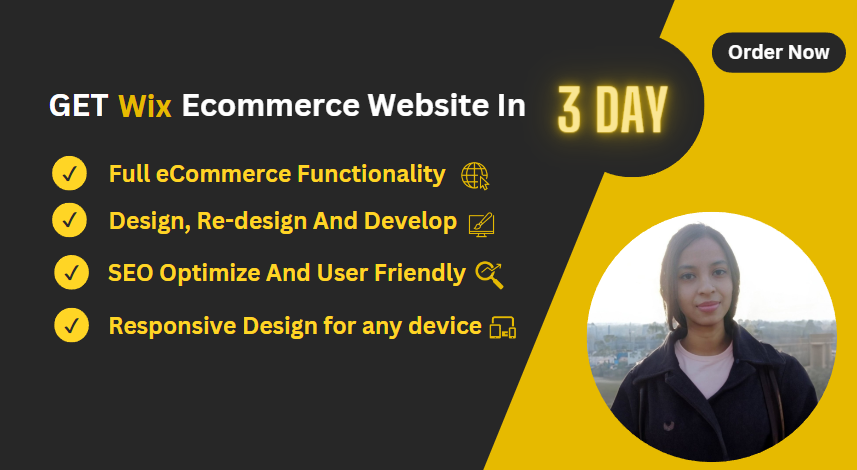 Order Now
GET Wix Ecommerce Website In 3 DAY
Full eCommerce Functionality
Design, Re-design And Develop
SEO Optimize And User Friendly
Responsive Design for any device